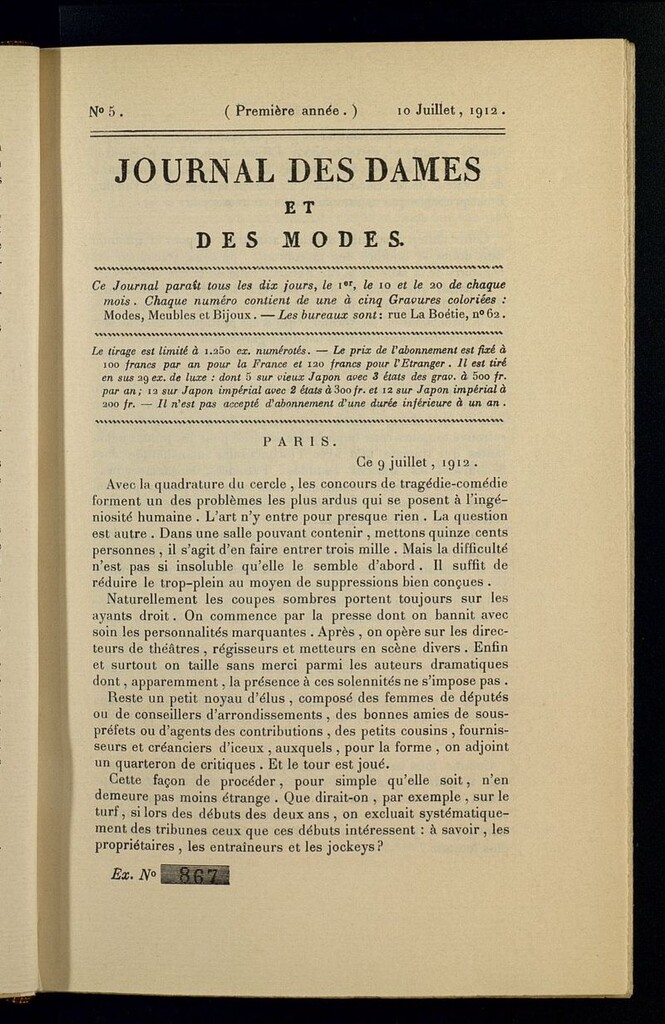 Nº 5. (Première année.) 10 Juillet, 1912.
JOURNAL DES DAMES
ET
DES MODES.
Ce Journal paraît tous les dix jours, le 1er, le 10 et le 20 de chaque
mois. Chaque numéro contient de une à cinq Gravures coloriées :
Modes, Meubles et Bijoux. — Les bureaux sont: rue La Boétie, nº 62.
Le tirage est limité à 1.250 ex. numérotés. — Le prix de l'abonnement est fixé à
100 francs par an pour la France et 120 francs pour l'Etranger. Il est tiré
en sus 29 ex. de luxe : dont 5 sur vieux Japon avec 3 états des grav. à 500 fr.
par an; 12 sur Japon impérial avec 2 états à 300 fr. et 12 sur Japon impérial à
200 fr. — Il n'est pas accepté d'abonnement d'une durée inférieure à un an.
PARIS.
Ce 9 juillet, 1912.
Avec la quadrature du cercle, les concours de tragédie-comédie
forment un des problèmes les plus ardus qui se posent à l'ingé-
niosité humaine. L'art n'y entre pour presque rien. La question
est autre. Dans une salle pouvant contenir, mettons quinze cents
personnes, il s'agit d'en faire entrer trois mille. Mais la difficulté
n'est pas si insoluble qu'elle le semble d'abord. Il suffit de
réduire le trop-plein au moyen de suppressions bien conçues.
Naturellement les coupes sombres portent toujours sur les
ayants droit. On commence par la presse dont on bannit avec
soin les personnalités marquantes. Après, on opère sur les direc-
teurs de théâtres, régisseurs et metteurs en scène divers. Enfin
et surtout on taille sans merci parmi les auteurs dramatiques
dont, apparemment, la présence à ces solennités ne s'impose pas.
Reste un petit noyau d'élus, composé des femmes de députés
ou de conseillers d'arrondissements, des bonnes amies de sous-
préfets ou d'agents des contributions, des petits cousins, fournis-
seurs et créanciers d'iceux, auxquels, pour la forme, on adjoint
un quarteron de critiques. Et le tour est joué.
Cette façon de procéder, pour simple qu'elle soit, n'en
demeure pas moins étrange. Que dirait-on, par exemple, sur le
turf, si lors des débuts des deux ans, on excluait systématique-
ment des tribunes ceux que ces débuts intéressent : à savoir, les
propriétaires, les entraîneurs et les jockeys?
Ex. Nº 867